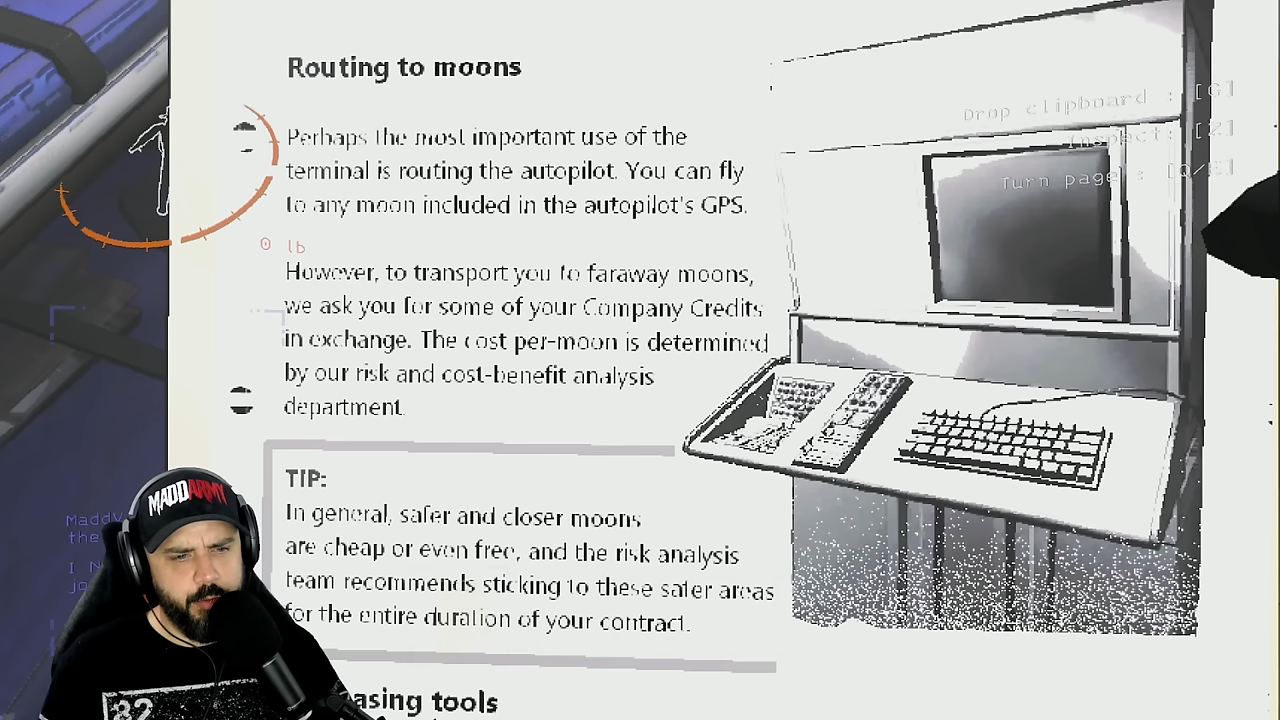 Routing to moons
Drop clipboard : [G]
Inspect: [Z]
Turn page : [Q/E]
Perhaps the most important use of the
terminal is routing the autopilot. You can fly
to any moon included in the autopilot's GPS.
0 lb
However, to transport you to faraway moons,
we ask you for some of your Company Credits
in exchange. The cost per-moon is determined
by our risk and cost-benefit analysis
department.
TIP:
In general, safer and closer moons
are cheap or even free, and the risk analysis
team recommends sticking to these safer areas
for the entire duration of your contract.
asing tools
MADDARMY
Maddy
the
I N
jo
32